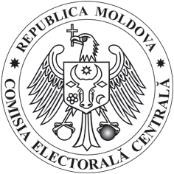 REPUBLICA MOLDOVA
COMISIA ELECTORALĂ CENTRALĂ